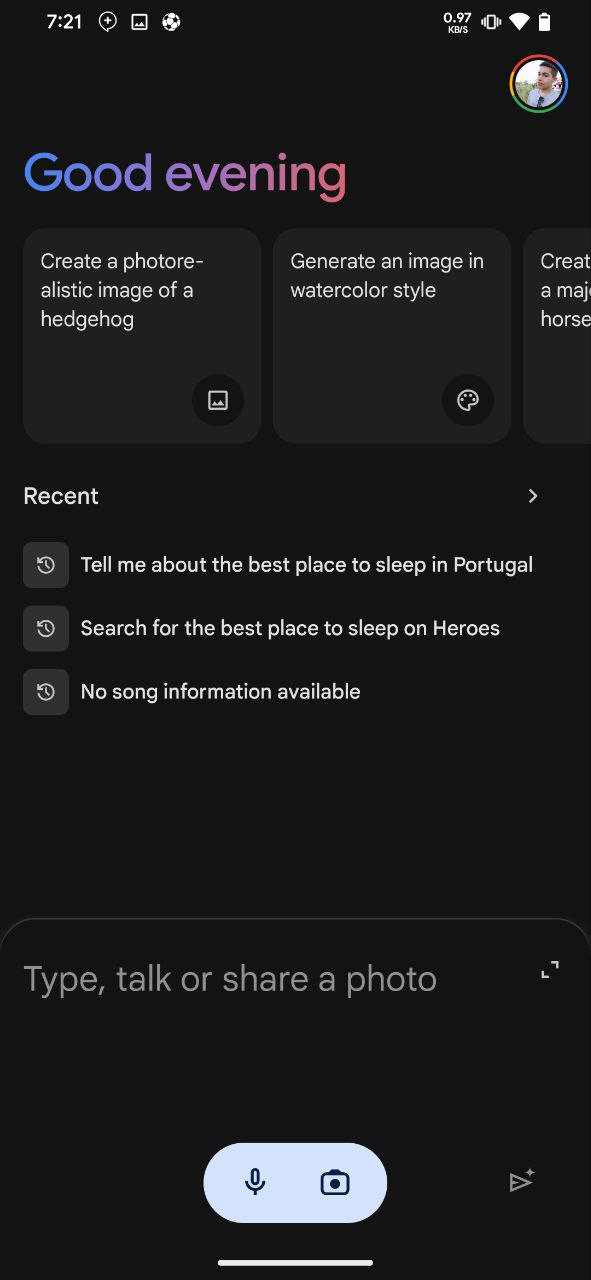 7:21
0.97
KB/S
Good evening
Create a photore-
alistic image of a
hedgehog
Generate an image in
watercolor style
Creat
a maj
horse
Recent
Tell me about the best place to sleep in Portugal
Search for the best place to sleep on Heroes
No song information available
Type, talk or share a photo